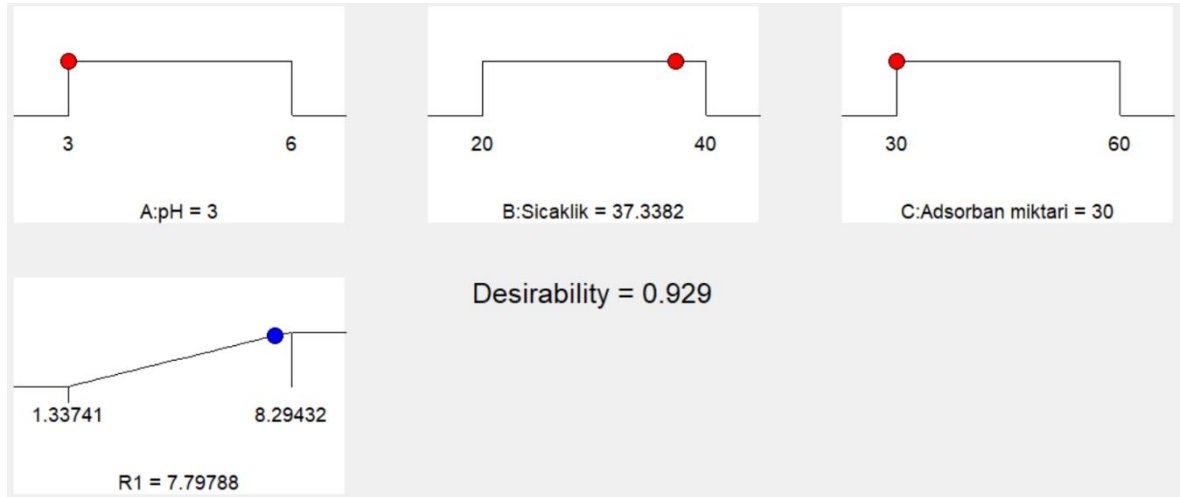 3 6
A:pH = 3
20 40
B:Sicaklik = 37.3382
30 60
C:Adsorban miktari = 30
1.33741 8.29432
R1 = 7.79788
Desirability = 0.929